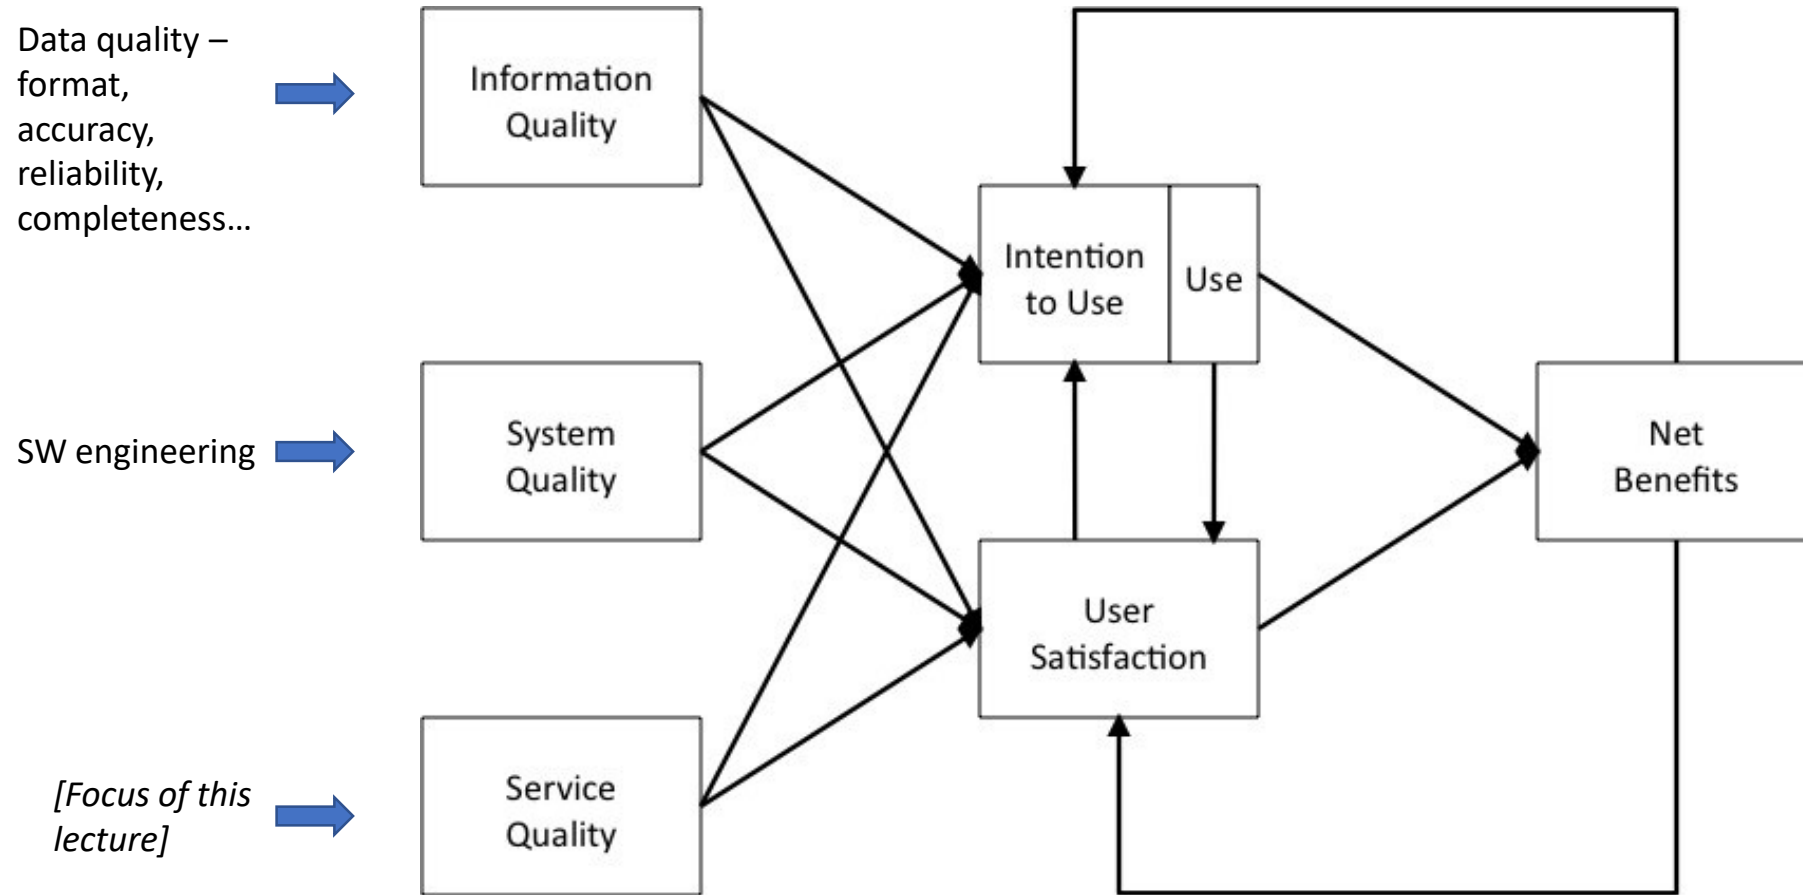 Data quality –
format,
accuracy,
reliability,
completeness…
Information
Quality
Intention
to Use
Use
SW engineering
System
Quality
Net
Benefits
User
Satisfaction
[Focus of this
lecture]
Service
Quality